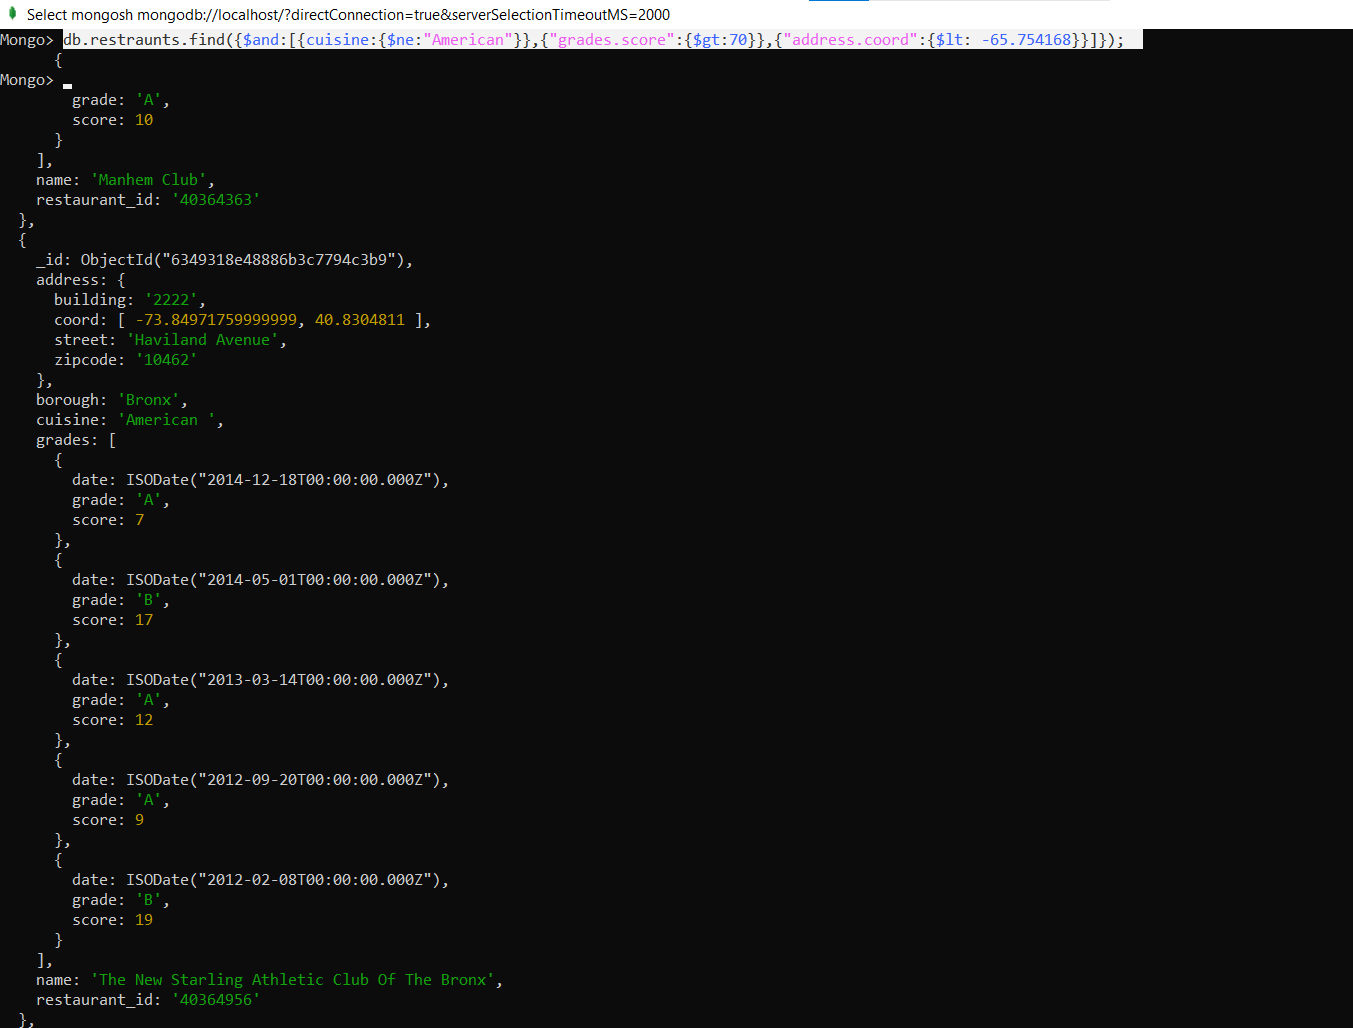 Select mongosh mongodb://localhost/?directConnection=true&serverSelectionTimeoutMS=2000
Mongo> db.restraunts.find({$and:[{cuisine:{$ne:"American"}},{"grades.score":{$gt:70}},{"address.coord":{$lt: -65.754168}}]});
{
Mongo>
grade: 'A',
score: 10
}
],
name: 'Manhem Club',
restaurant_id: '40364363'
},
{
_id: ObjectId("6349318e48886b3c7794c3b9"),
address: {
building: '2222',
coord: [ -73.84971759999999, 40.8304811 ],
street: 'Haviland Avenue',
zipcode: '10462'
},
borough: 'Bronx',
cuisine: 'American ',
grades: [
{
date: ISODate("2014-12-18T00:00:00.000Z"),
grade: 'A',
score: 7
},
{
date: ISODate("2014-05-01T00:00:00.000Z"),
grade: 'B',
score: 17
},
{
date: ISODate("2013-03-14T00:00:00.000Z"),
grade: 'A',
score: 12
},
{
date: ISODate("2012-09-20T00:00:00.000Z"),
grade: 'A',
score: 9
},
{
date: ISODate("2012-02-08T00:00:00.000Z"),
grade: 'B',
score: 19
}
],
name: 'The New Starling Athletic Club Of The Bronx',
restaurant_id: '40364956'
},